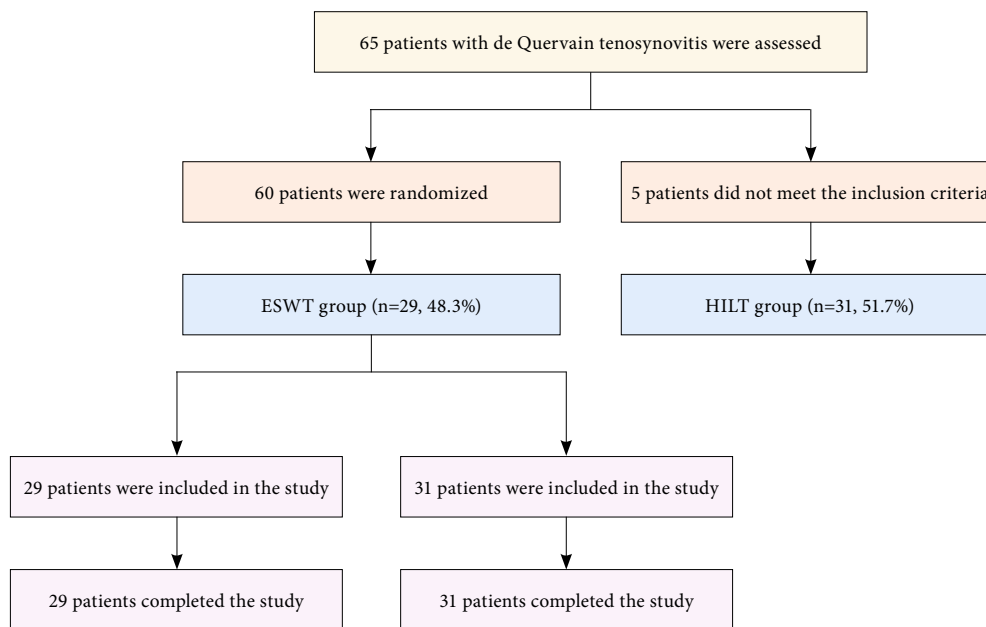 65 patients with de Quervain tenosynovitis were assessed
60 patients were randomized
5 patients did not meet the inclusion criteria
ESWT group (n=29, 48.3%)
HILT group (n=31, 51.7%)
29 patients were included in the study
31 patients were included in the study
29 patients completed the study
31 patients completed the study